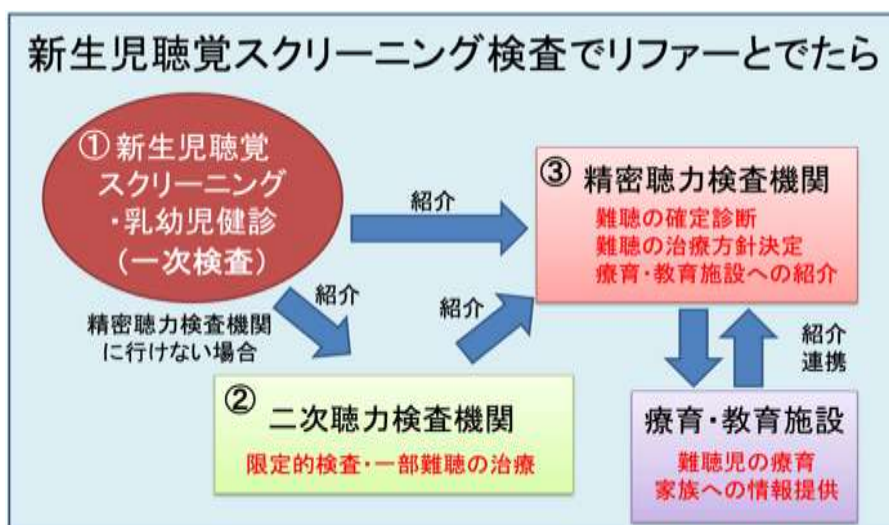 新生児聴覚スクリーニング検査でリファーとでたら
①新生児聴覚
スクリーニング
・乳幼児健診
(一次検査)
紹介
③ 精密聴力検査機関
難聴の確定診断
難聴の治療方針決定
療育・教育施設への紹介
紹介
精密聴力検査機関
に行けない場合
紹介
② 二次聴力検査機関
限定的検査・一部難聴の治療
紹介
連携
療育・教育施設
難聴児の療育
家族への情報提供